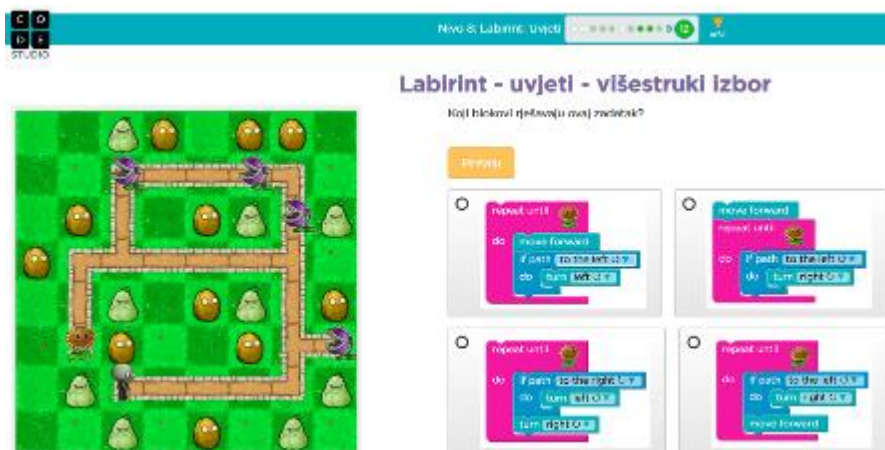 CODE
STUDIO
Nivo 8: Labirint: Uvjeti
12
Labirint - uvjeti - višestruki izbor
Koji blokovi rješavaju ovaj zadatak?
repeat until
do
move forward
if path to the left
do turn left
move forward
repeat until
do
if path to the left
do turn right
repeat until
do
if path to the right
do turn left
turn right
repeat until
do
if path to the left
do turn right
move forward